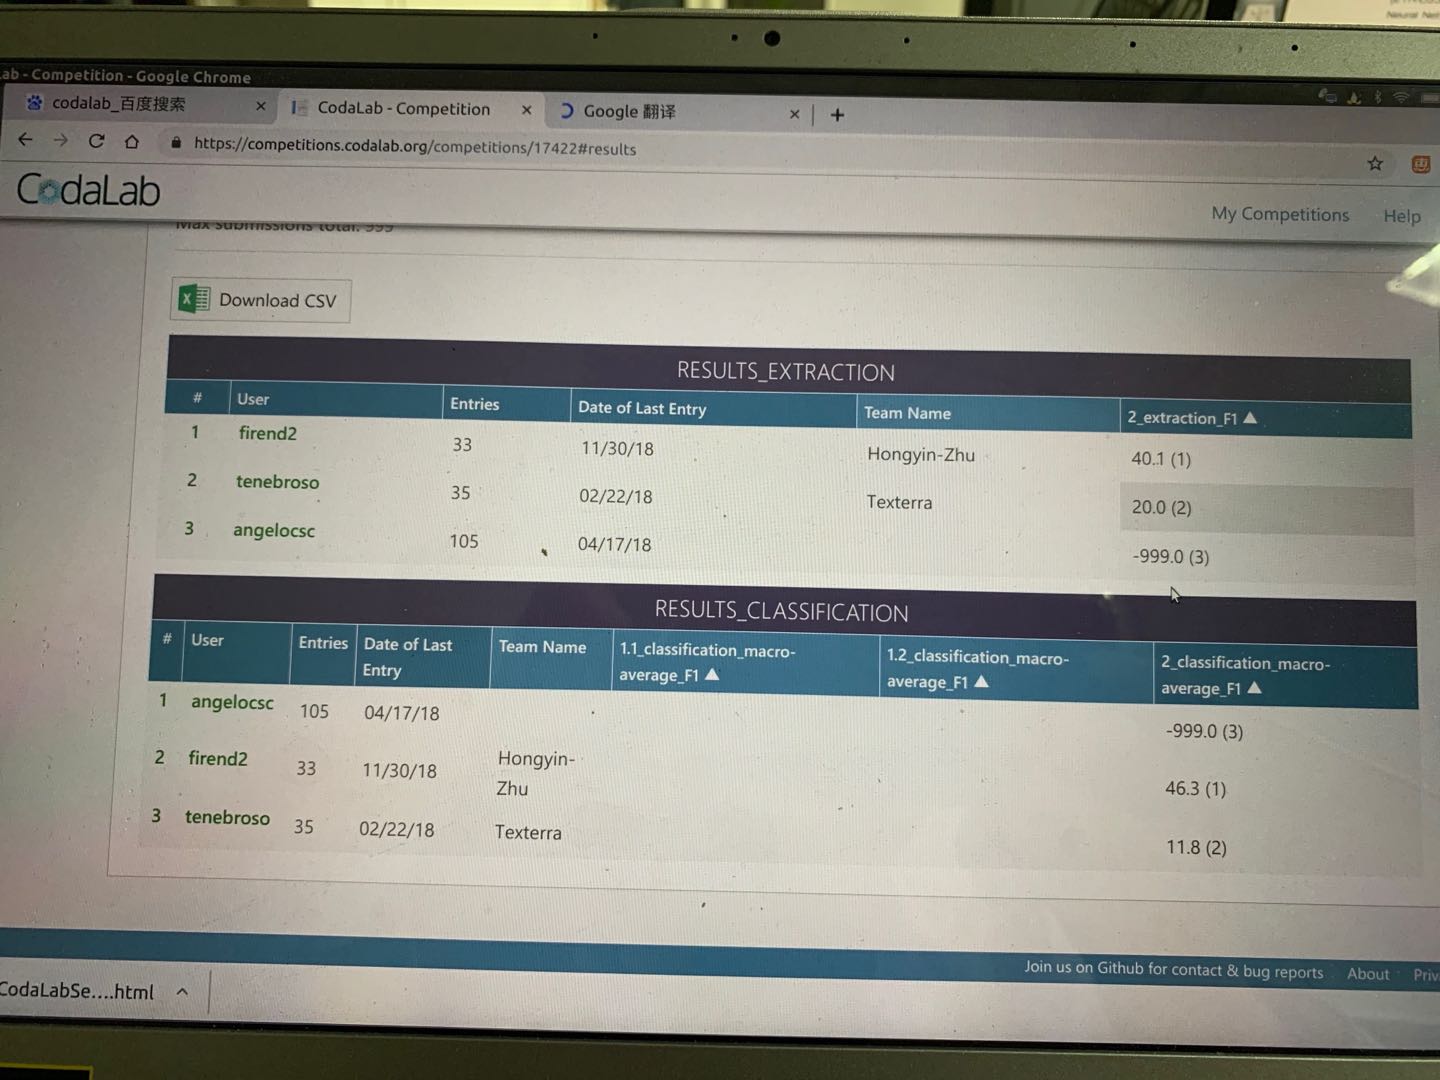 ab - Competition - Google Chrome
codalab_百度搜索 × CodaLab - Competition × Google 翻译 × +
https://competitions.codalab.org/competitions/17422#results
CodaLab My Competitions Help
Max submissions total: 999
Download CSV
RESULTS_EXTRACTION
# User Entries Date of Last Entry Team Name 2_extraction_F1 ▲
1 firend2 33 11/30/18 Hongyin-Zhu 40.1 (1)
2 tenebroso 35 02/22/18 Texterra 20.0 (2)
3 angelocsc 105 04/17/18 -999.0 (3)
RESULTS_CLASSIFICATION
# User Entries Date of Last Team Name 1.1_classification_macro- 1.2_classification_macro- 2_classification_macro-
Entry average_F1 ▲ average_F1 ▲ average_F1 ▲
1 angelocsc 105 04/17/18 -999.0 (3)
2 firend2 33 11/30/18 Hongyin- 46.3 (1)
Zhu
3 tenebroso 35 02/22/18 Texterra 11.8 (2)
Join us on Github for contact & bug reports About Priv
CodaLabSe....html